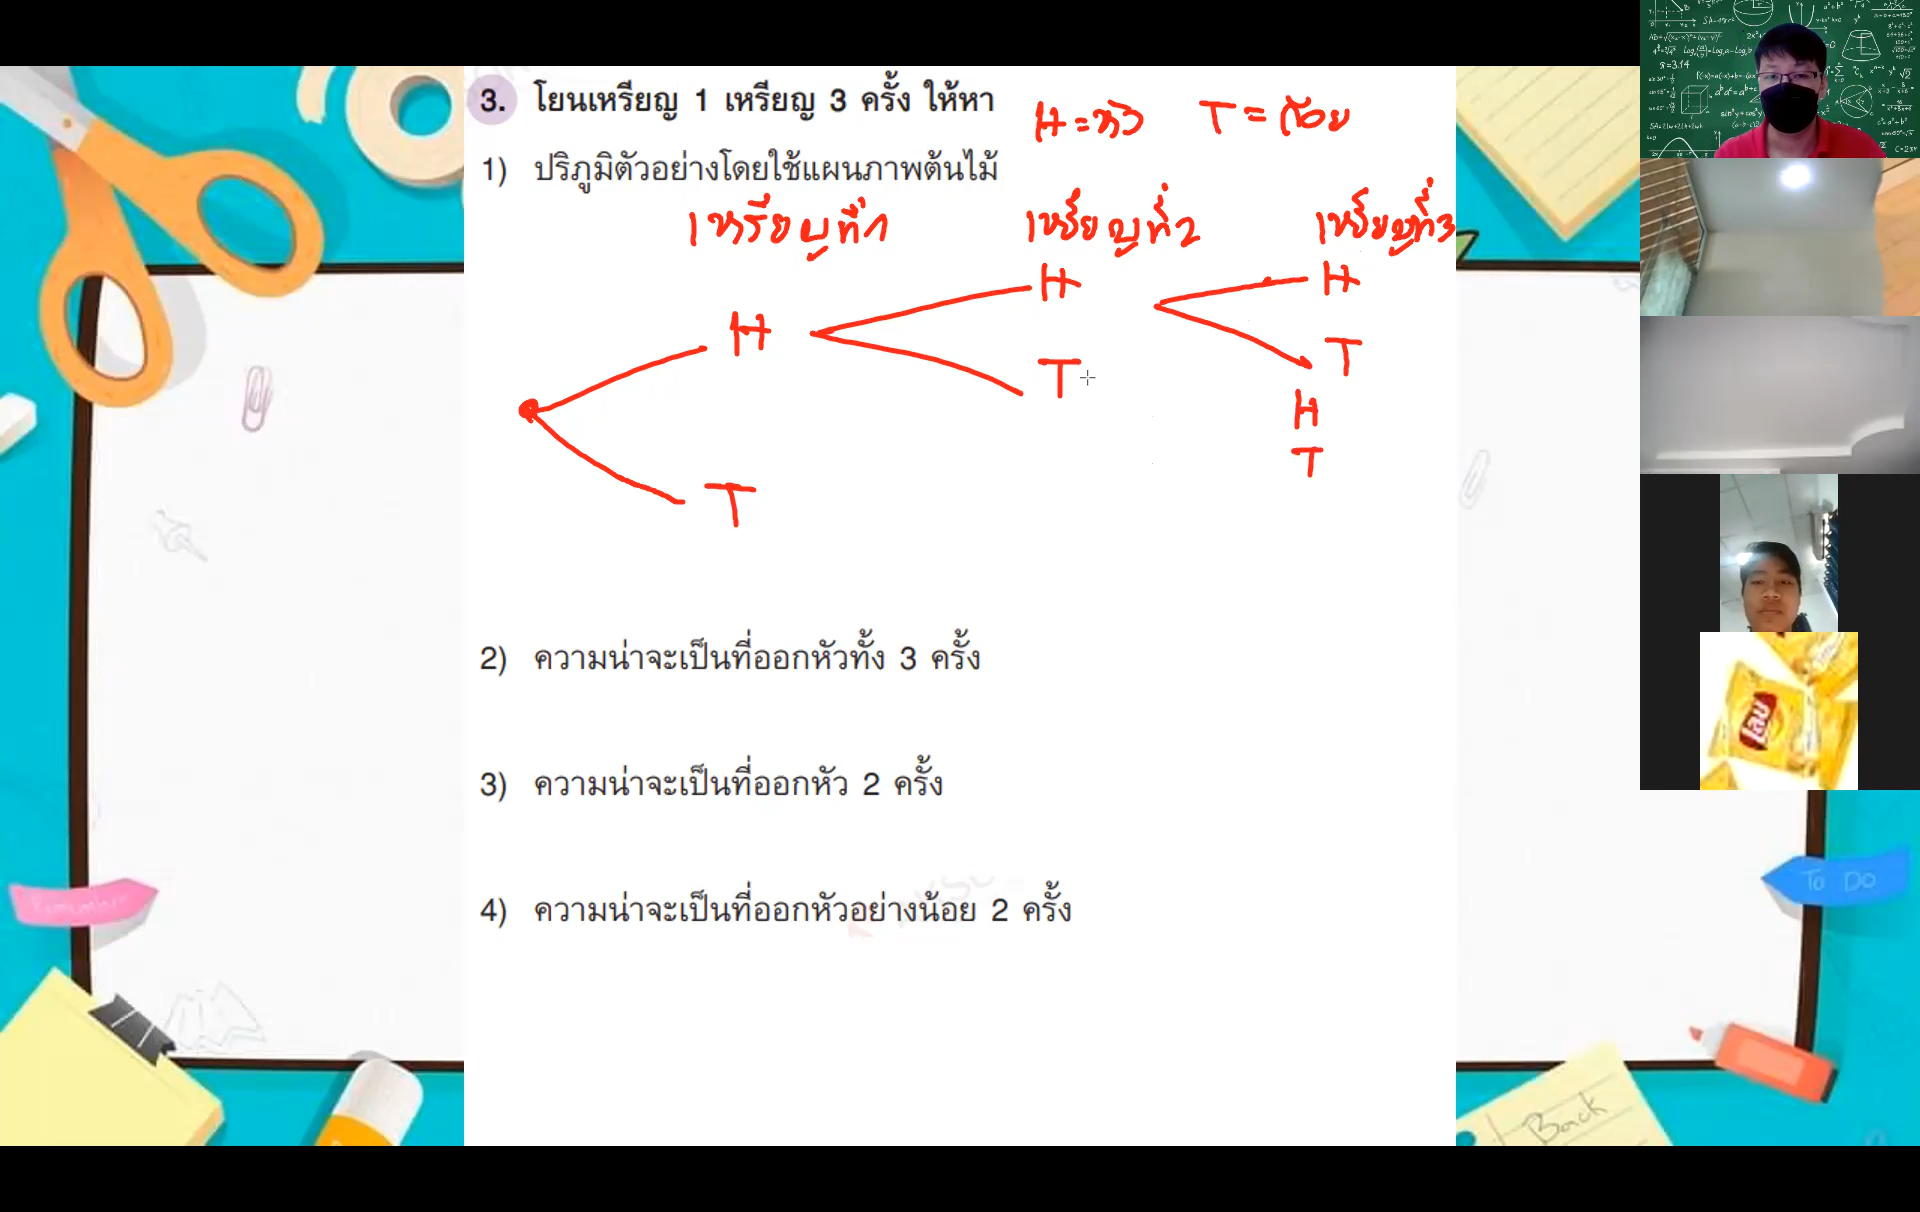 3. โยนเหรียญ 1 เหรียญ 3 ครั้ง ให้หา
H = หัว T = ก้อย
1) ปริภูมิตัวอย่างโดยใช้แผนภาพต้นไม้
เหรียญที่1 เหรียญที่2 เหรียญที่3
H H
H
T T
H
T
T
2) ความน่าจะเป็นที่ออกหัวทั้ง 3 ครั้ง
3) ความน่าจะเป็นที่ออกหัว 2 ครั้ง
4) ความน่าจะเป็นที่ออกหัวอย่างน้อย 2 ครั้ง
Remember
To Do
Back
เลย์
π=3.14